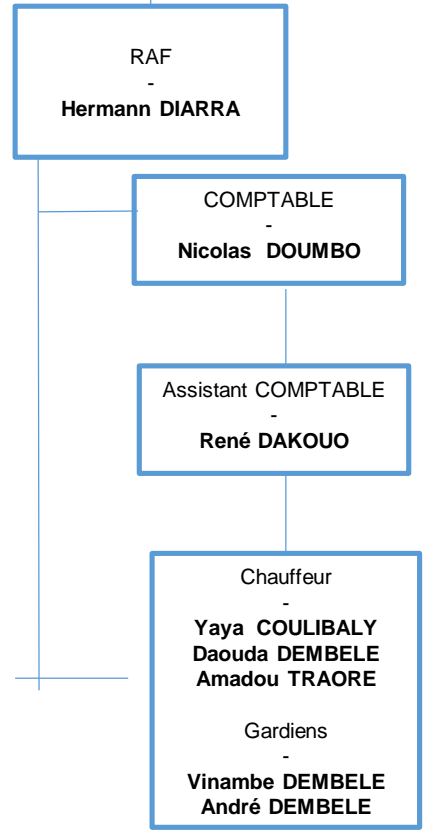 RAF
-
Hermann DIARRA
COMPTABLE
-
Nicolas DOUMBO
Assistant COMPTABLE
-
René DAKOUO
Chauffeur
-
Yaya COULIBALY
Daouda DEMBELE
Amadou TRAORE
Gardiens
-
Vinambe DEMBELE
André DEMBELE